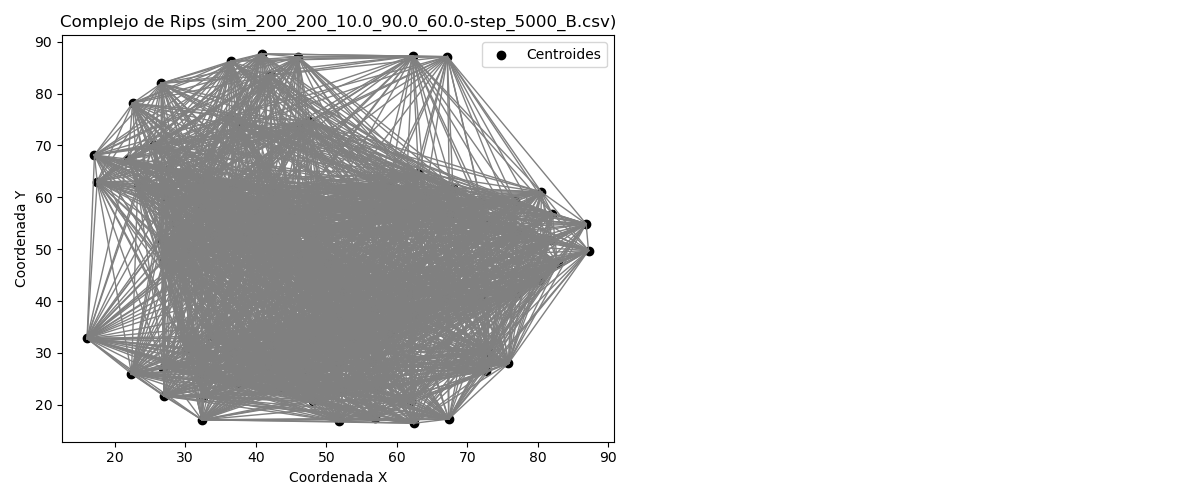 Complejo de Rips (sim_200_200_10.0_90.0_60.0-step_5000_B.csv)
Centroides
Coordenada Y
90
80
70
60
50
40
30
20
20 30 40 50 60 70 80 90
Coordenada X